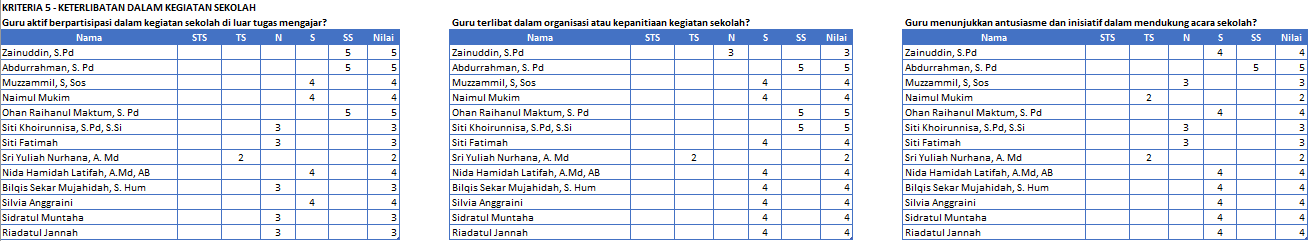 KRITERIA 5 - KETERLIBATAN DALAM KEGIATAN SEKOLAH
Guru aktif berpartisipasi dalam kegiatan sekolah di luar tugas mengajar?
Nama STS TS N S SS Nilai
Zainuddin, S.Pd 5 5
Abdurrahman, S. Pd 5 5
Muzzammil, S, Sos 4 4
Naimul Mukim 4 4
Ohan Raihanul Maktum, S. Pd 5 5
Siti Khoirunnisa, S.Pd, S.Si 3 3
Siti Fatimah 3 3
Sri Yuliah Nurhana, A. Md 2 2
Nida Hamidah Latifah, A.Md, AB 4 4
Bilqis Sekar Mujahidah, S. Hum 3 3
Silvia Anggraini 4 4
Sidratul Muntaha 3 3
Riadatul Jannah 3 3
Guru terlibat dalam organisasi atau kepanitiaan kegiatan sekolah?
Nama STS TS N S SS Nilai
Zainuddin, S.Pd 3 3
Abdurrahman, S. Pd 5 5
Muzzammil, S, Sos 4 4
Naimul Mukim 4 4
Ohan Raihanul Maktum, S. Pd 5 5
Siti Khoirunnisa, S.Pd, S.Si 5 5
Siti Fatimah 4 4
Sri Yuliah Nurhana, A. Md 2 2
Nida Hamidah Latifah, A.Md, AB 4 4
Bilqis Sekar Mujahidah, S. Hum 4 4
Silvia Anggraini 4 4
Sidratul Muntaha 4 4
Riadatul Jannah 4 4
Guru menunjukkan antusiasme dan inisiatif dalam mendukung acara sekolah?
Nama STS TS N S SS Nilai
Zainuddin, S.Pd 4 4
Abdurrahman, S. Pd 5 5
Muzzammil, S, Sos 3 3
Naimul Mukim 2 2
Ohan Raihanul Maktum, S. Pd 4 4
Siti Khoirunnisa, S.Pd, S.Si 3 3
Siti Fatimah 3 3
Sri Yuliah Nurhana, A. Md 2 2
Nida Hamidah Latifah, A.Md, AB 4 4
Bilqis Sekar Mujahidah, S. Hum 4 4
Silvia Anggraini 4 4
Sidratul Muntaha 4 4
Riadatul Jannah 4 4